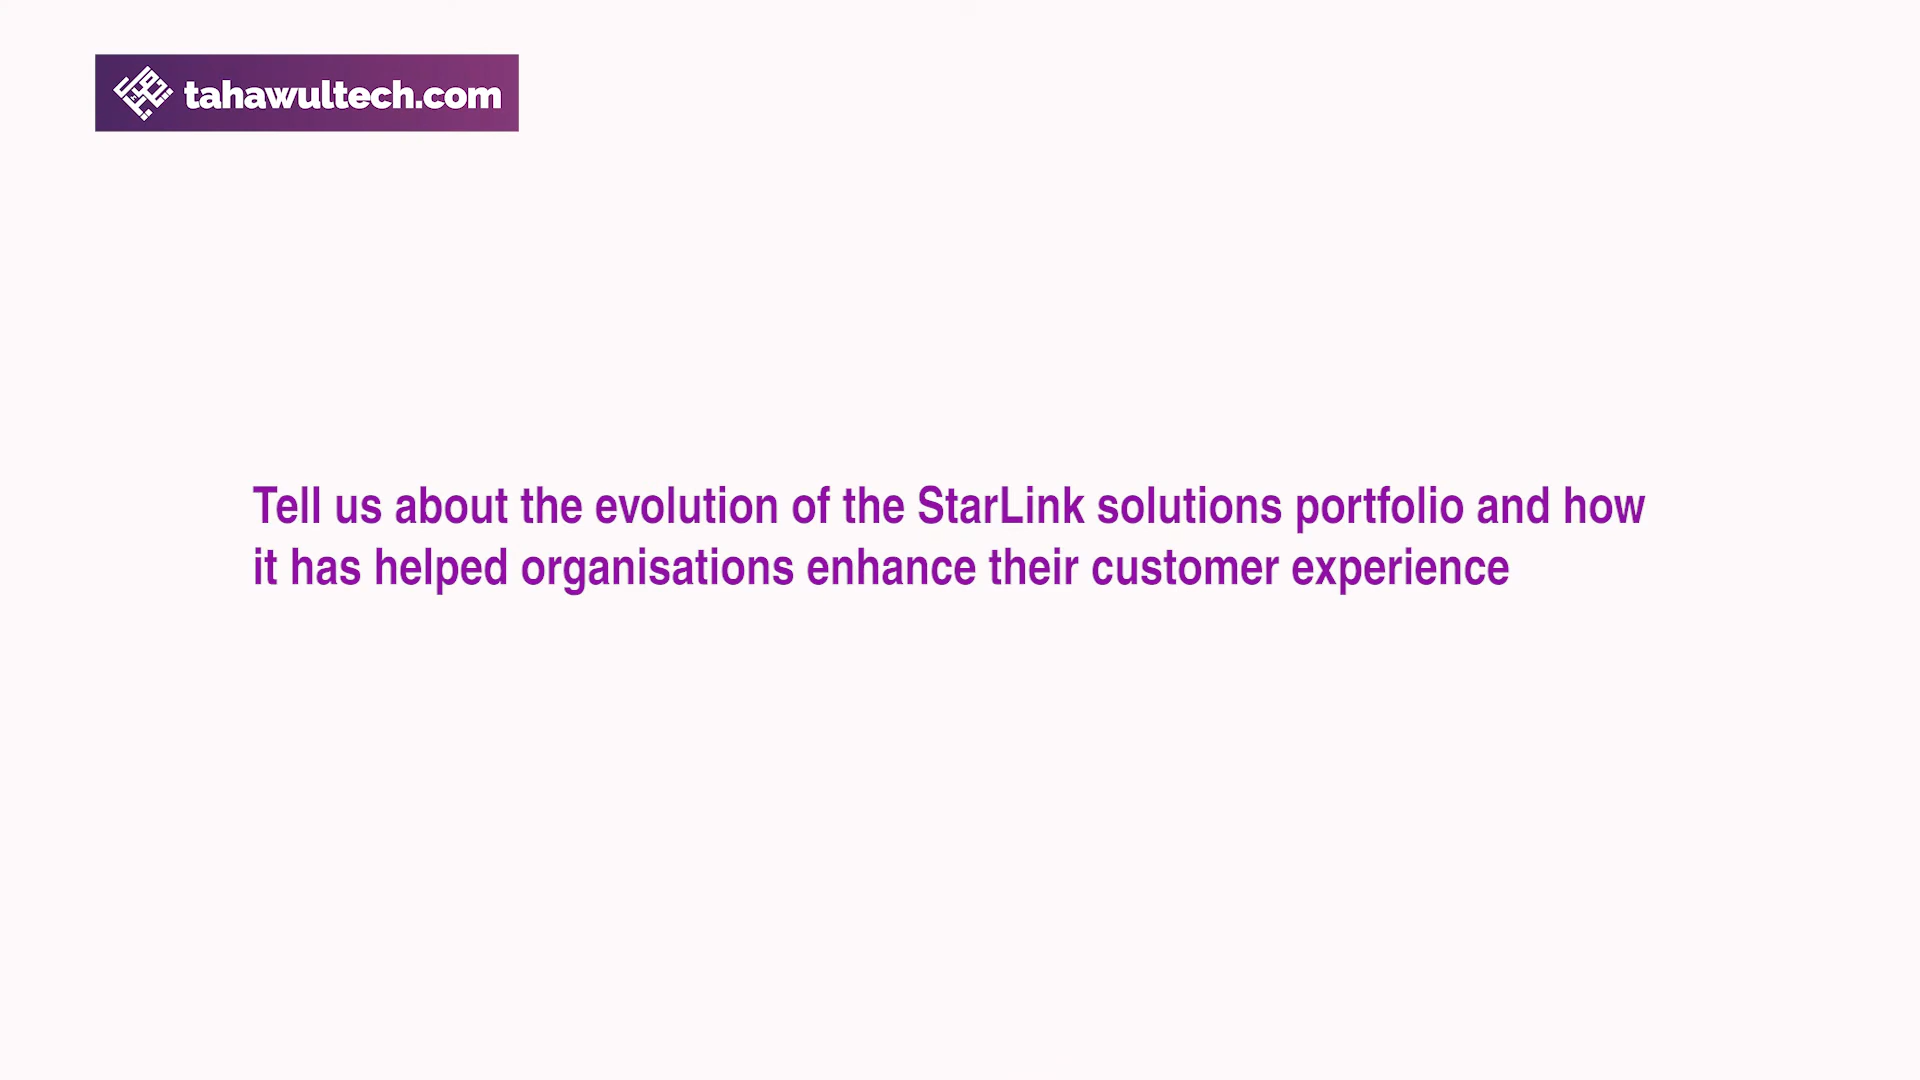 tahawultech.com
Tell us about the evolution of the StarLink solutions portfolio and how
it has helped organisations enhance their customer experience